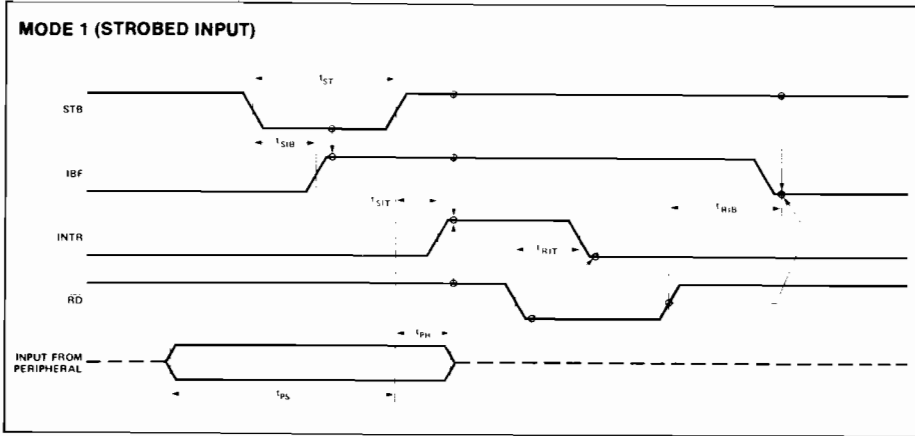 MODE 1 (STROBED INPUT)
tST
STB
tSIB
IBF
tSIT
tRIB
INTR
tRIT
RD
tPH
INPUT FROM
PERIPHERAL
tPS